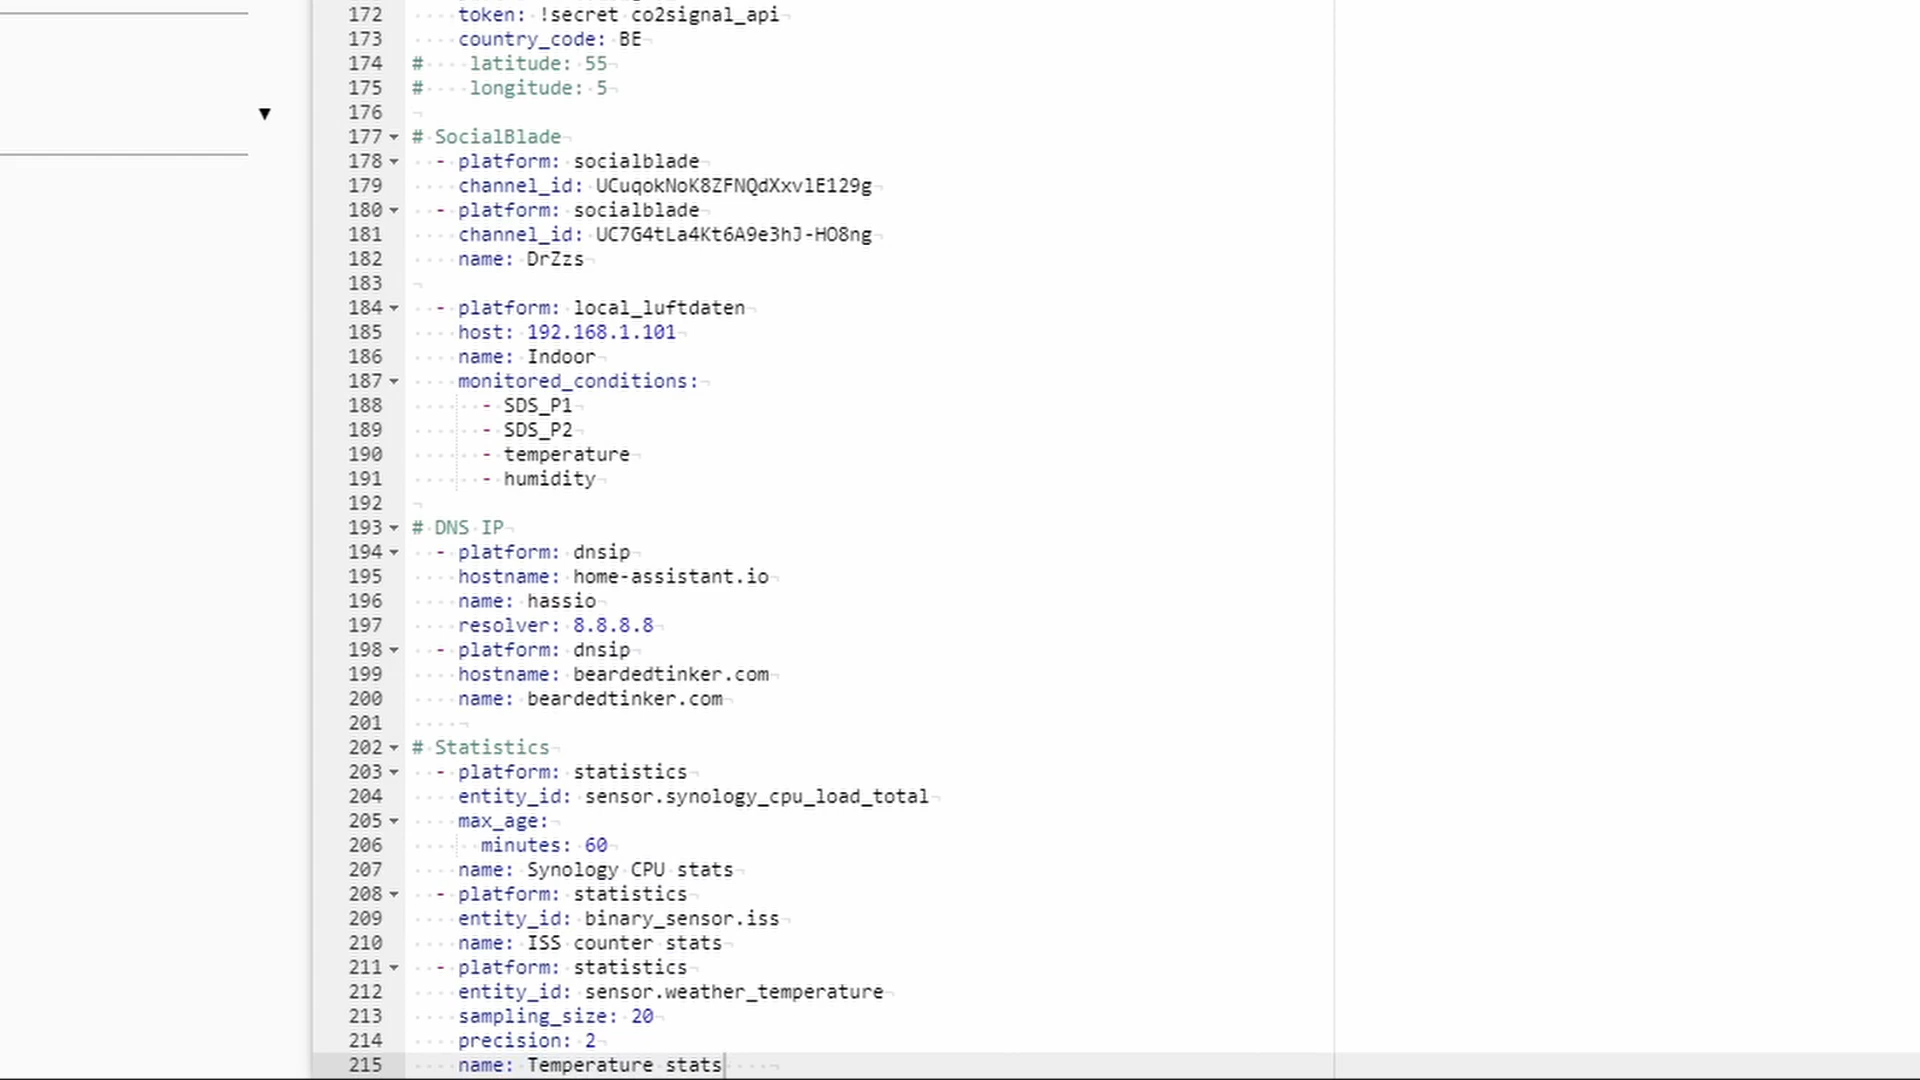 172 token: !secret co2signal_api
173 country_code: BE
174 # latitude: 55
175 # longitude: 5
176
177 # SocialBlade
178 - platform: socialblade
179 channel_id: UCuqokNoK8ZFNQdXxvlE129g
180 - platform: socialblade
181 channel_id: UC7G4tLa4Kt6A9e3hJ-HO8ng
182 name: DrZzs
183
184 - platform: local_luftdaten
185 host: 192.168.1.101
186 name: Indoor
187 monitored_conditions:
188 - SDS_P1
189 - SDS_P2
190 - temperature
191 - humidity
192
193 # DNS IP
194 - platform: dnsip
195 hostname: home-assistant.io
196 name: hassio
197 resolver: 8.8.8.8
198 - platform: dnsip
199 hostname: beardedtinker.com
200 name: beardedtinker.com
201
202 # Statistics
203 - platform: statistics
204 entity_id: sensor.synology_cpu_load_total
205 max_age:
206 minutes: 60
207 name: Synology CPU stats
208 - platform: statistics
209 entity_id: binary_sensor.iss
210 name: ISS counter stats
211 - platform: statistics
212 entity_id: sensor.weather_temperature
213 sampling_size: 20
214 precision: 2
215 name: Temperature stats